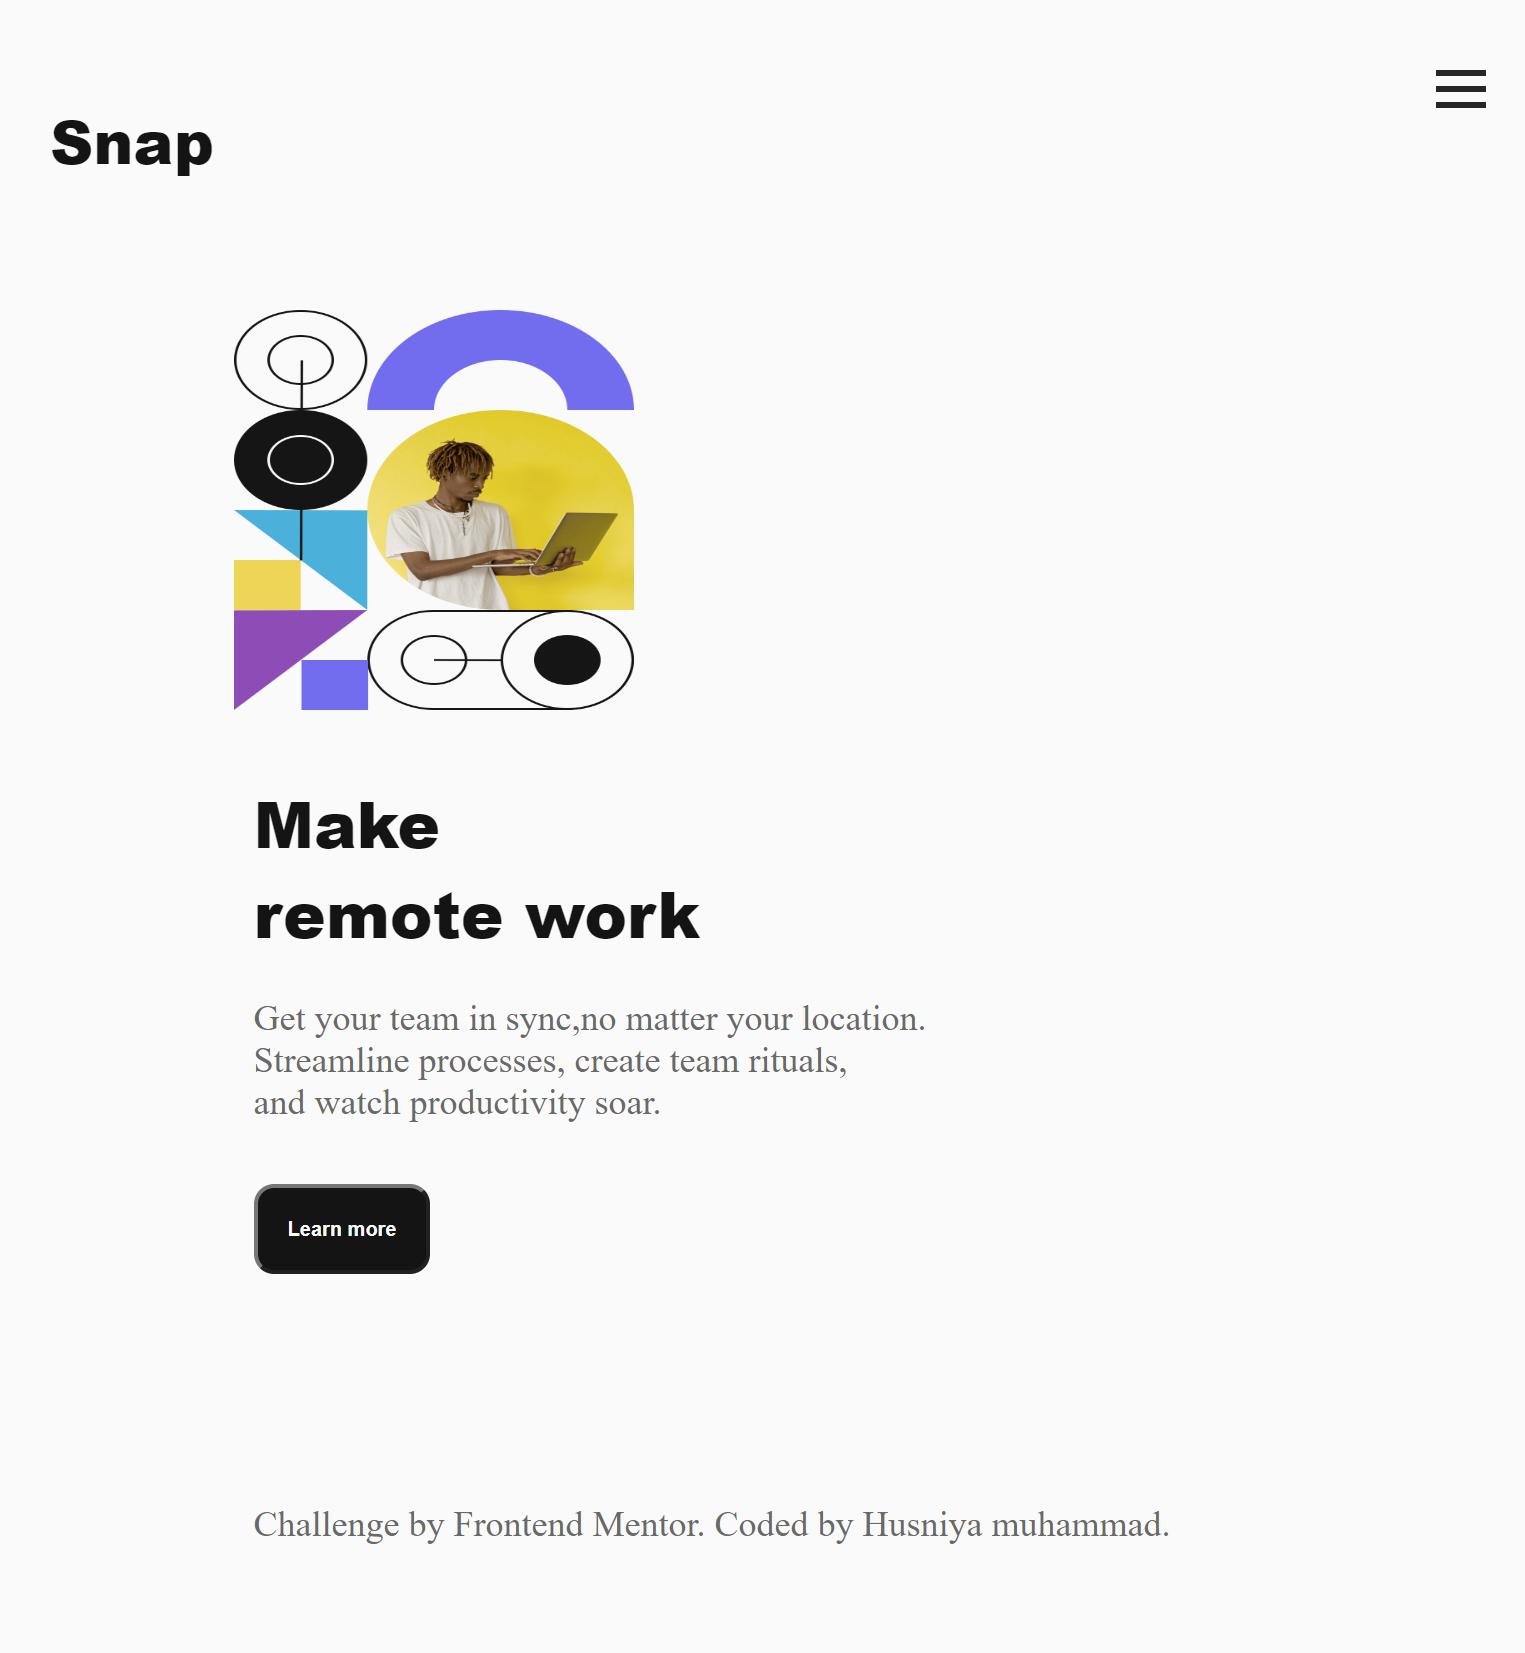 Snap
Make
remote work
Get your team in sync,no matter your location.
Streamline processes, create team rituals,
and watch productivity soar.
Learn more
Challenge by Frontend Mentor. Coded by Husniya muhammad.